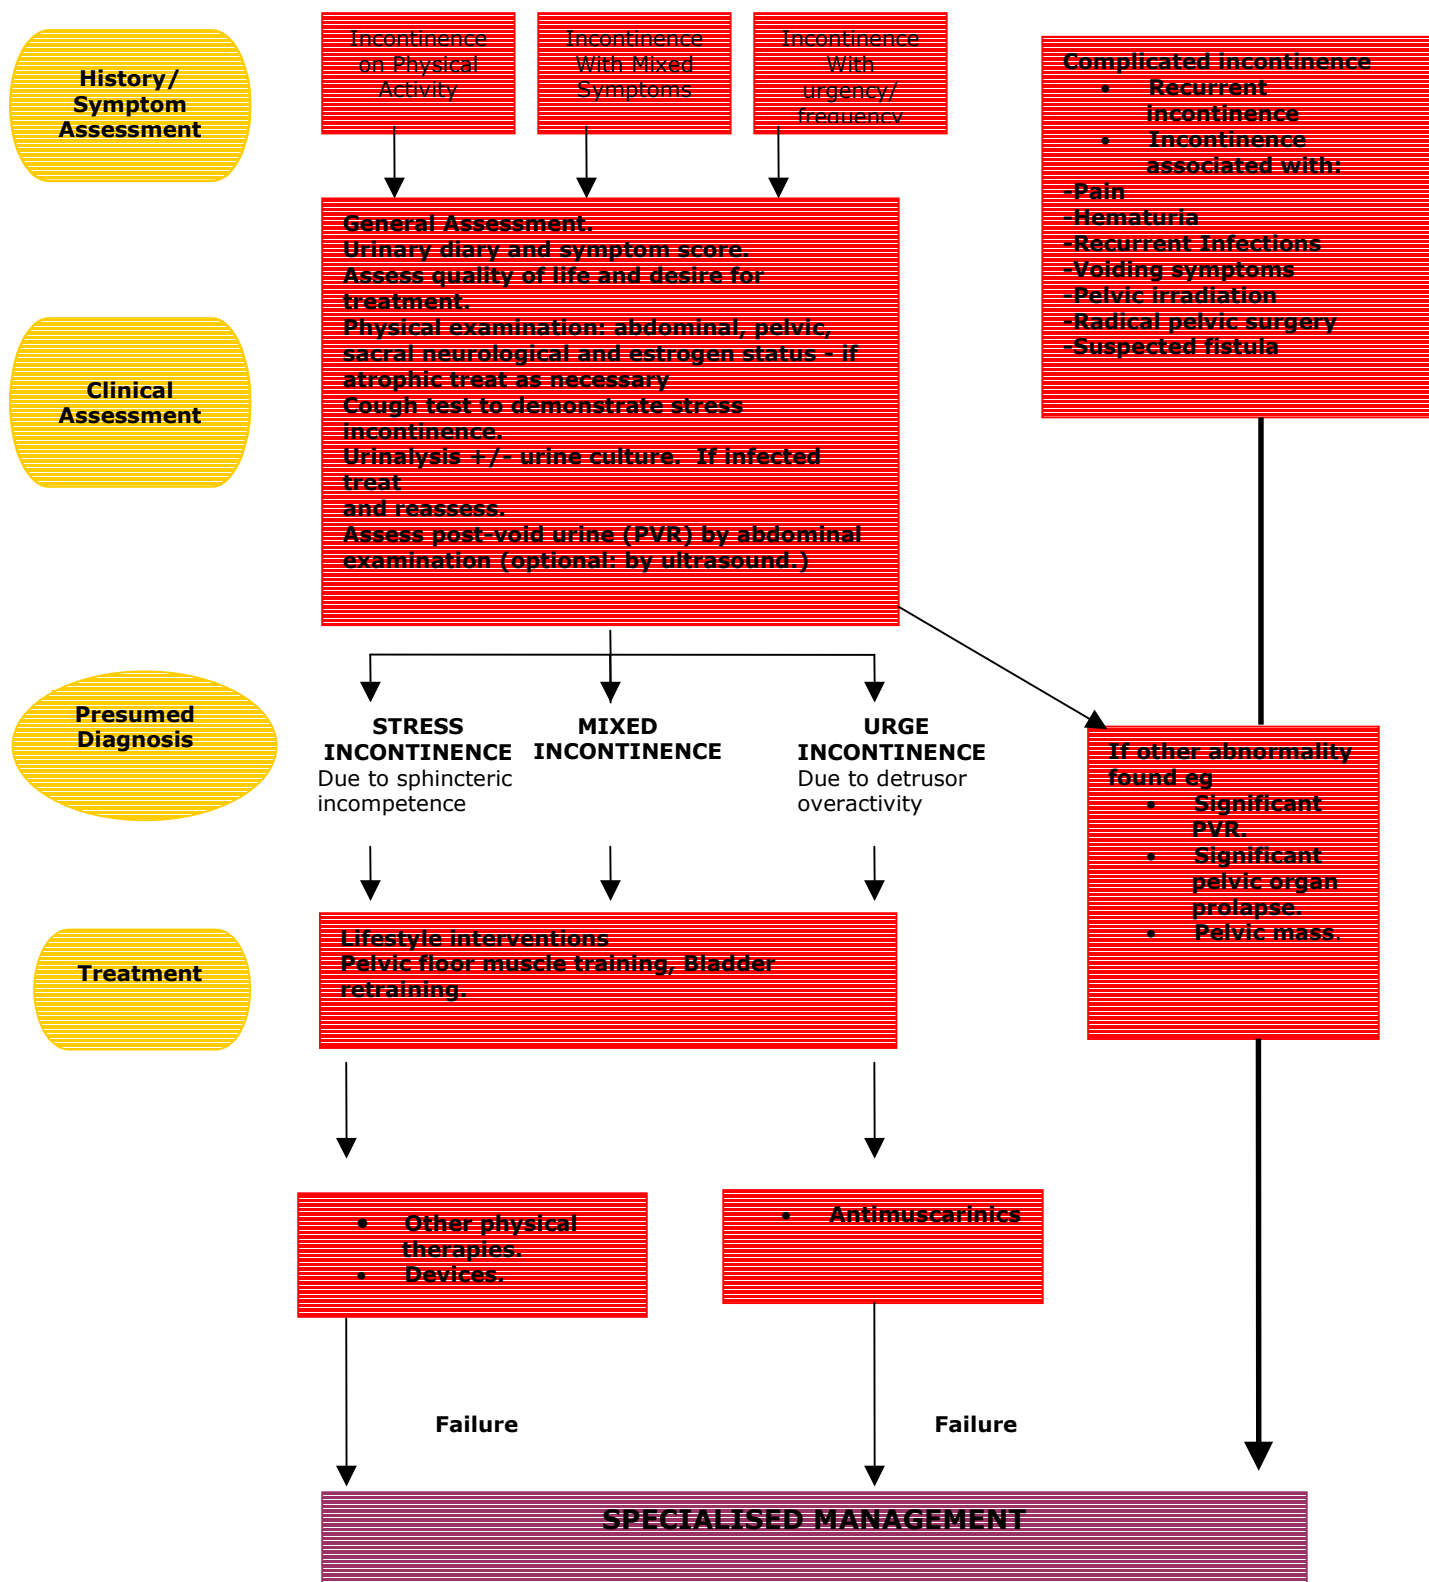 History/
Symptom
Assessment
Incontinence
on Physical
Activity
Incontinence
With Mixed
Symptoms
Incontinence
With
urgency/
frequency
Complicated incontinence
• Recurrent
incontinence
• Incontinence
associated with:
-Pain
-Hematuria
-Recurrent Infections
-Voiding symptoms
-Pelvic irradiation
-Radical pelvic surgery
-Suspected fistula
Clinical
Assessment
General Assessment.
Urinary diary and symptom score.
Assess quality of life and desire for
treatment.
Physical examination: abdominal, pelvic,
sacral neurological and estrogen status - if
atrophic treat as necessary
Cough test to demonstrate stress
incontinence.
Urinalysis +/- urine culture. If infected
treat
and reassess.
Assess post-void urine (PVR) by abdominal
examination (optional: by ultrasound.)
Presumed
Diagnosis
STRESS
INCONTINENCE
Due to sphincteric
incompetence
MIXED
INCONTINENCE
URGE
INCONTINENCE
Due to detrusor
overactivity
If other abnormality
found eg
• Significant
PVR.
• Significant
pelvic organ
prolapse.
• Pelvic mass.
Treatment
Lifestyle interventions
Pelvic floor muscle training, Bladder
retraining.
• Other physical
therapies.
• Devices.
• Antimuscarinics
Failure
Failure
SPECIALISED MANAGEMENT